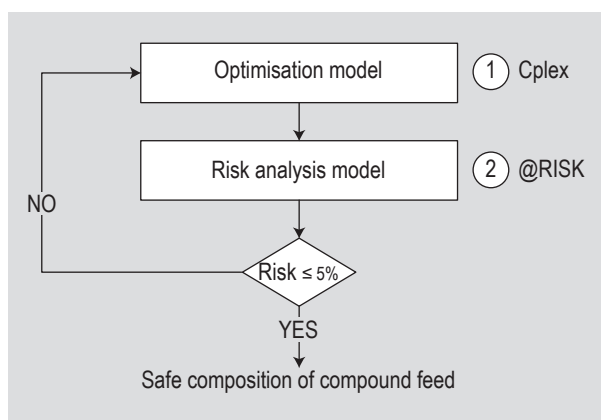 Optimisation model
1 Cplex
Risk analysis model
2 @RISK
NO
Risk ≤ 5%
YES
Safe composition of compound feed